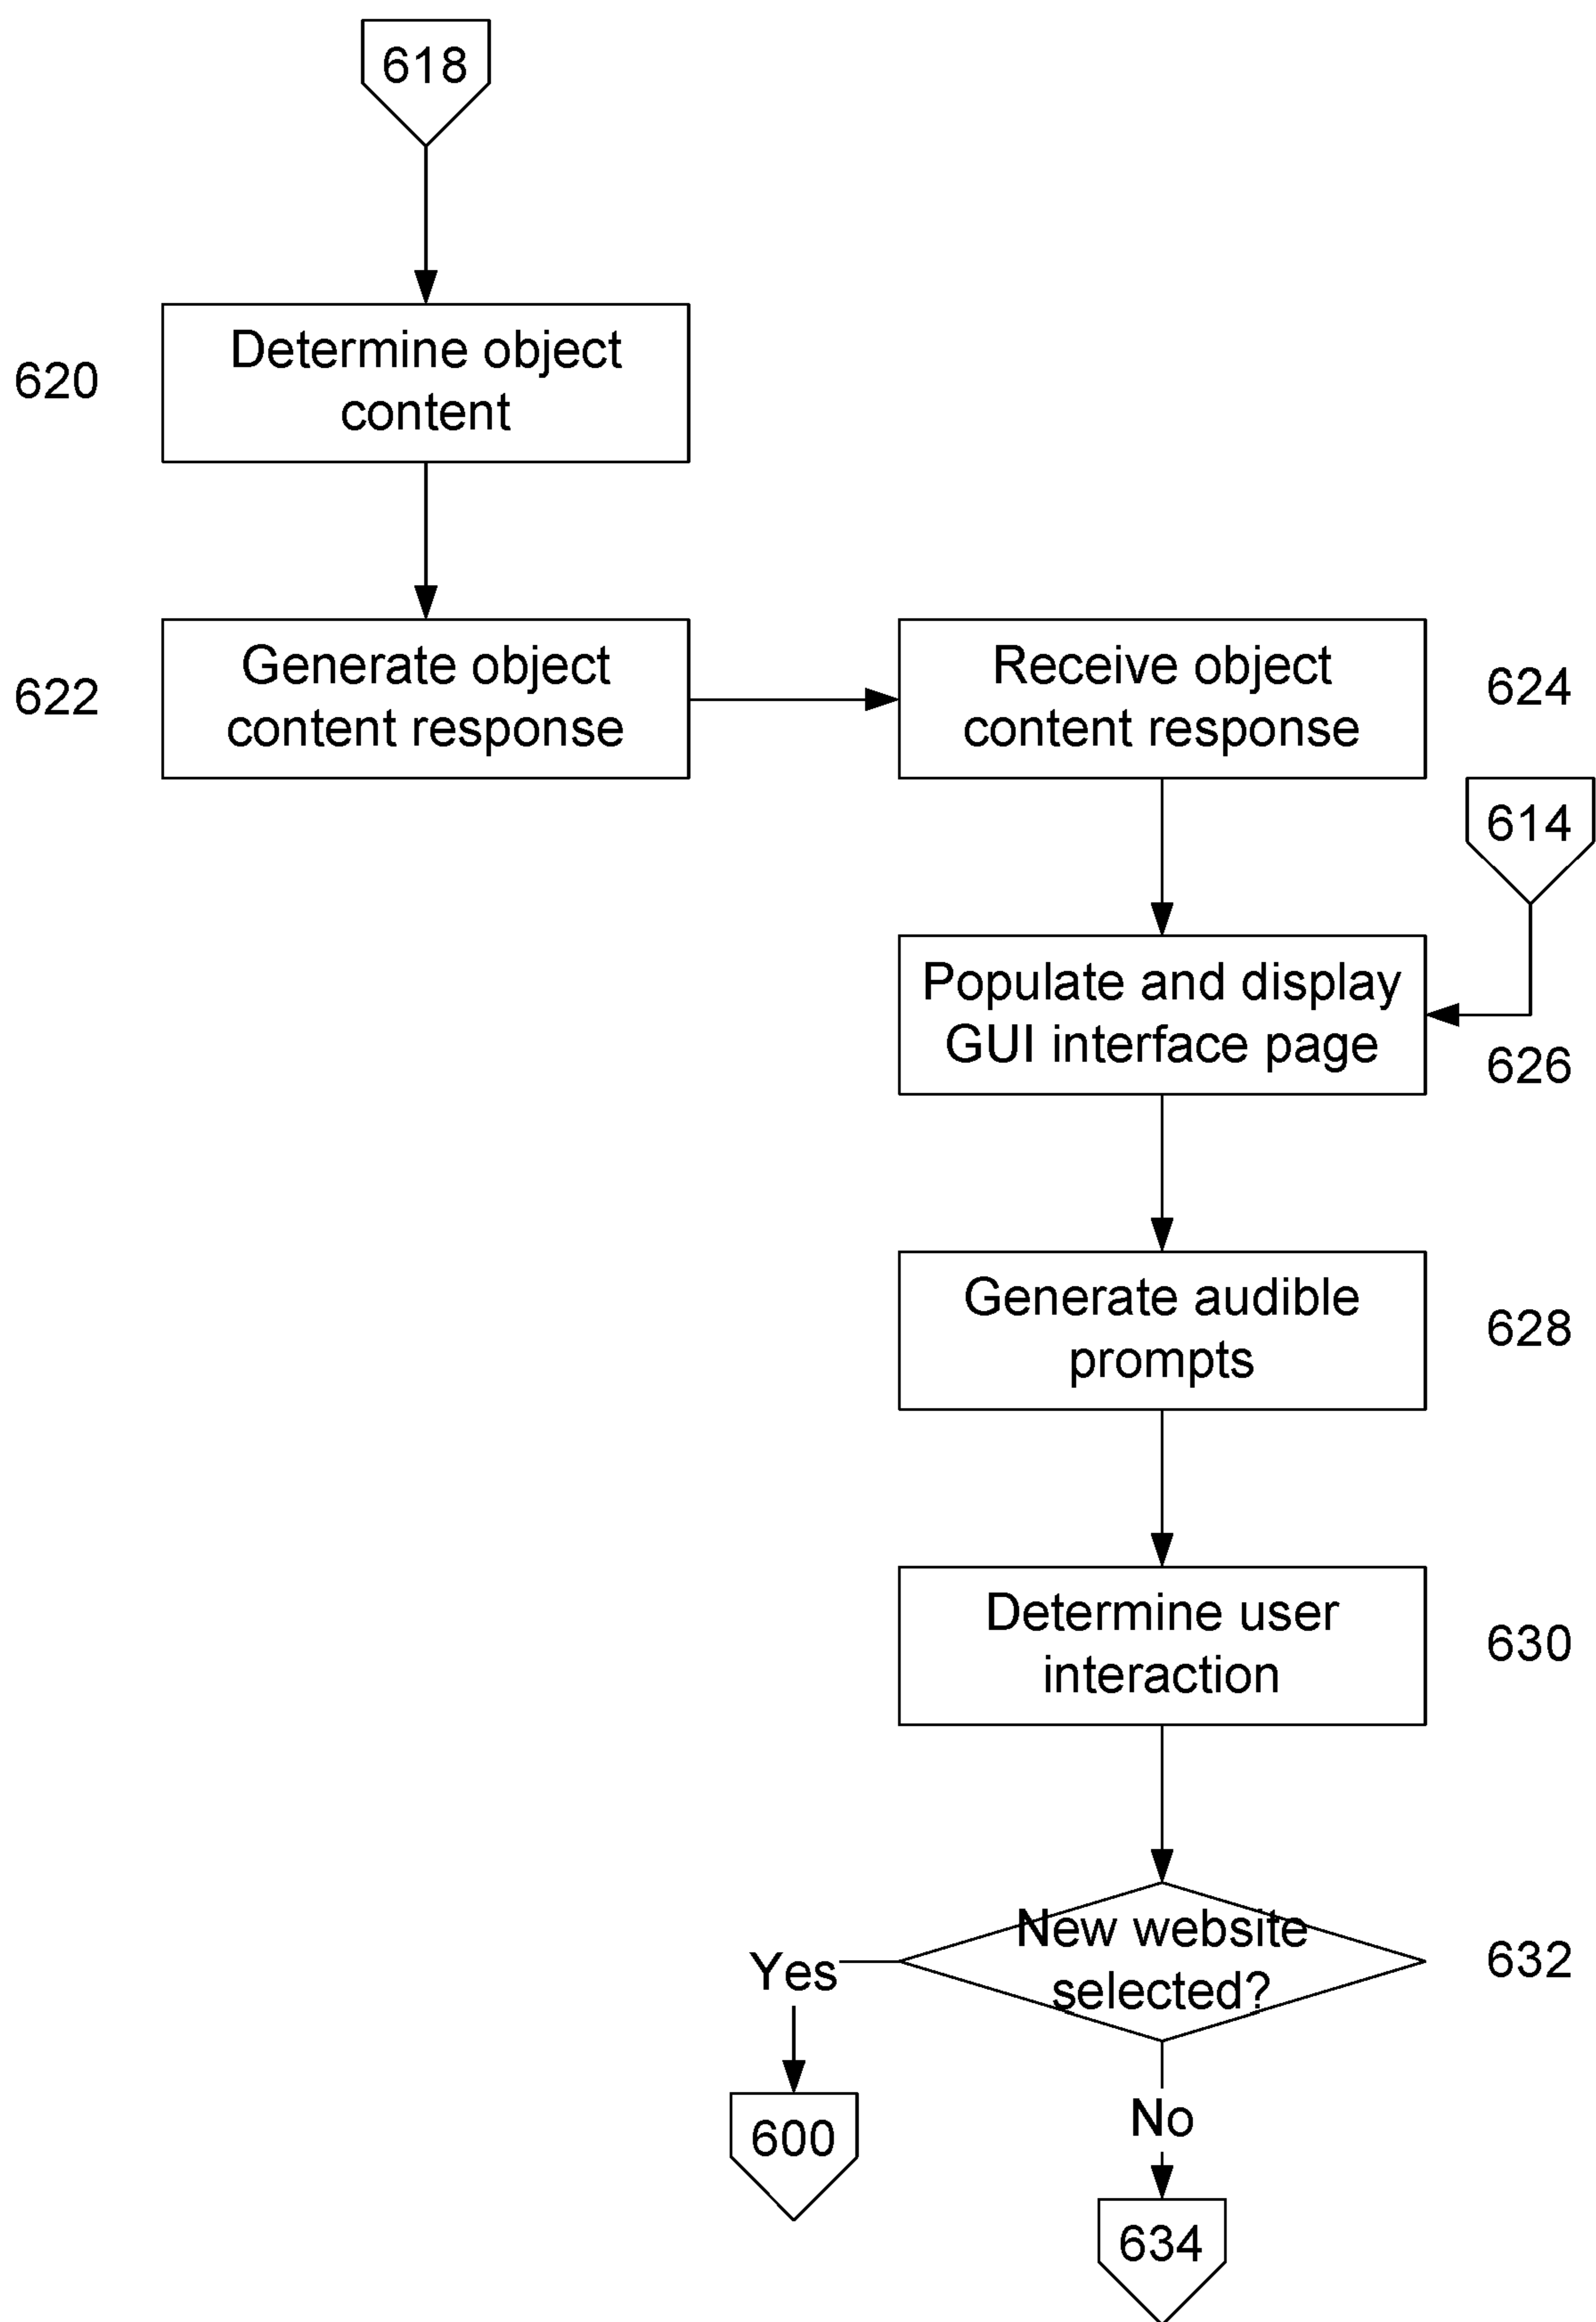 618
620
Determine object
content
622
Generate object
content response
Receive object
content response
624
614
Populate and display
GUI interface page
626
Generate audible
prompts
628
Determine user
interaction
630
New website
selected?
632
Yes
600
No
634